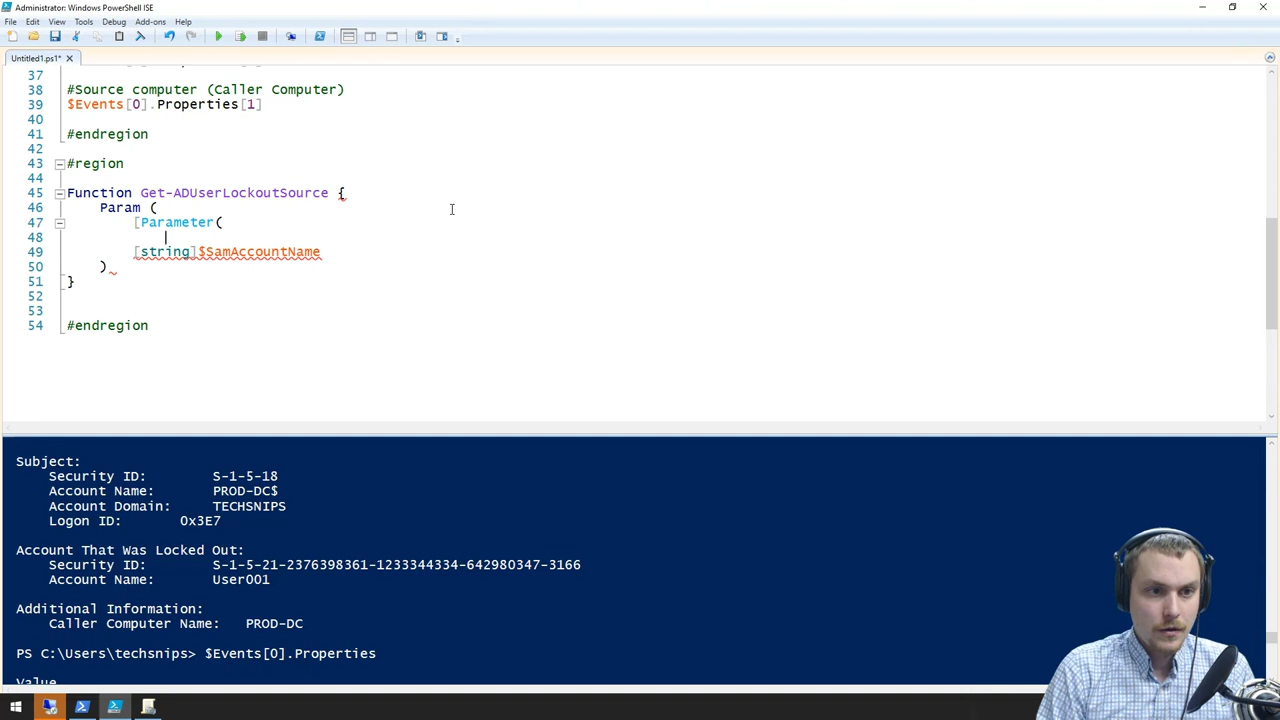 Administrator: Windows PowerShell ISE
File Edit View Tools Debug Add-ons Help
Untitled1.ps1* X
37
38 #Source computer (Caller Computer)
39 $Events[0].Properties[1]
40
41 #endregion
42
43 #region
44
45 Function Get-ADUserLockoutSource {
46 Param (
47 [Parameter(
48
49 [string]$SamAccountName
50 )
51 }
52
53
54 #endregion
Subject:
Security ID: S-1-5-18
Account Name: PROD-DC$
Account Domain: TECHSNIPS
Logon ID: 0x3E7
Account That Was Locked Out:
Security ID: S-1-5-21-2376398361-1233344334-642980347-3166
Account Name: User001
Additional Information:
Caller Computer Name: PROD-DC
PS C:\Users\techsnips> $Events[0].Properties
Value